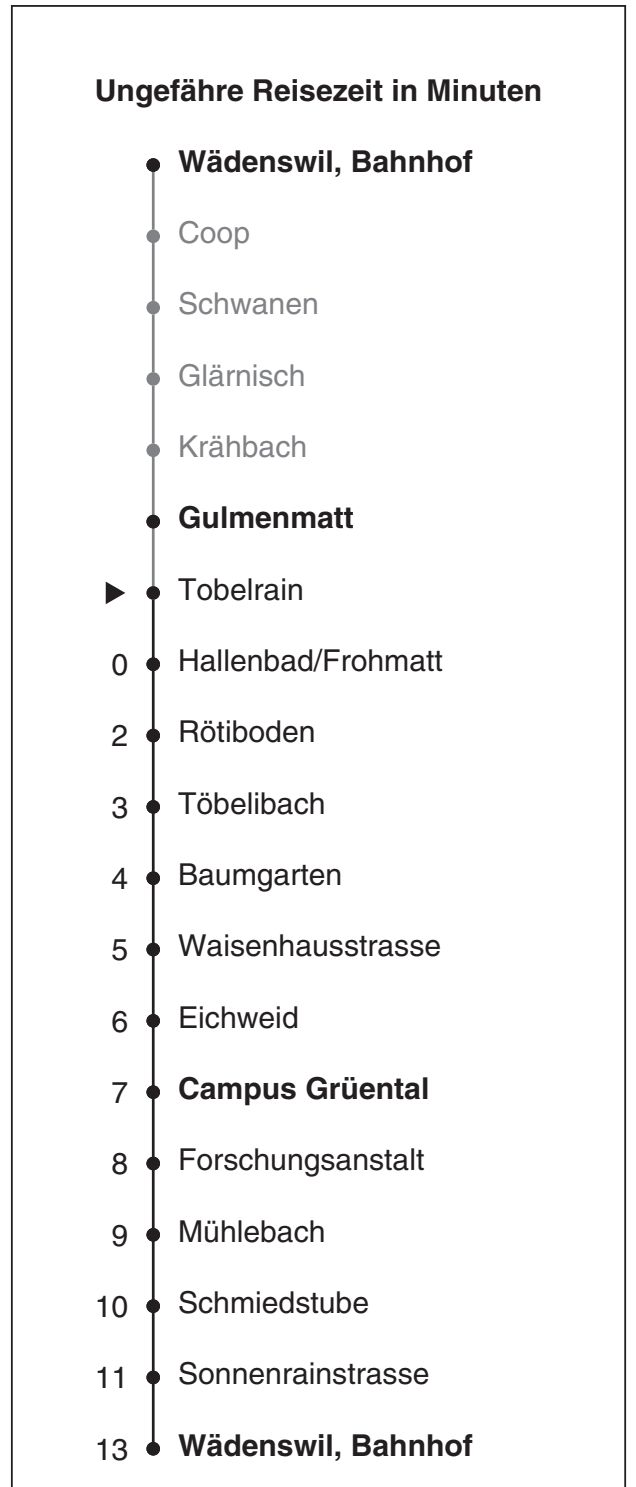 Ungefähre Reisezeit in Minuten
Wädenswil, Bahnhof
Coop
Schwanen
Glärnisch
Krähbach
Gulmenmatt
Tobelrain
0 Hallenbad/Frohmatt
2 Rötiboden
3 Töbelibach
4 Baumgarten
5 Waisenhausstrasse
6 Eichweid
7 Campus Grüental
8 Forschungsanstalt
9 Mühlebach
10 Schmiedstube
11 Sonnenrainstrasse
13 Wädenswil, Bahnhof